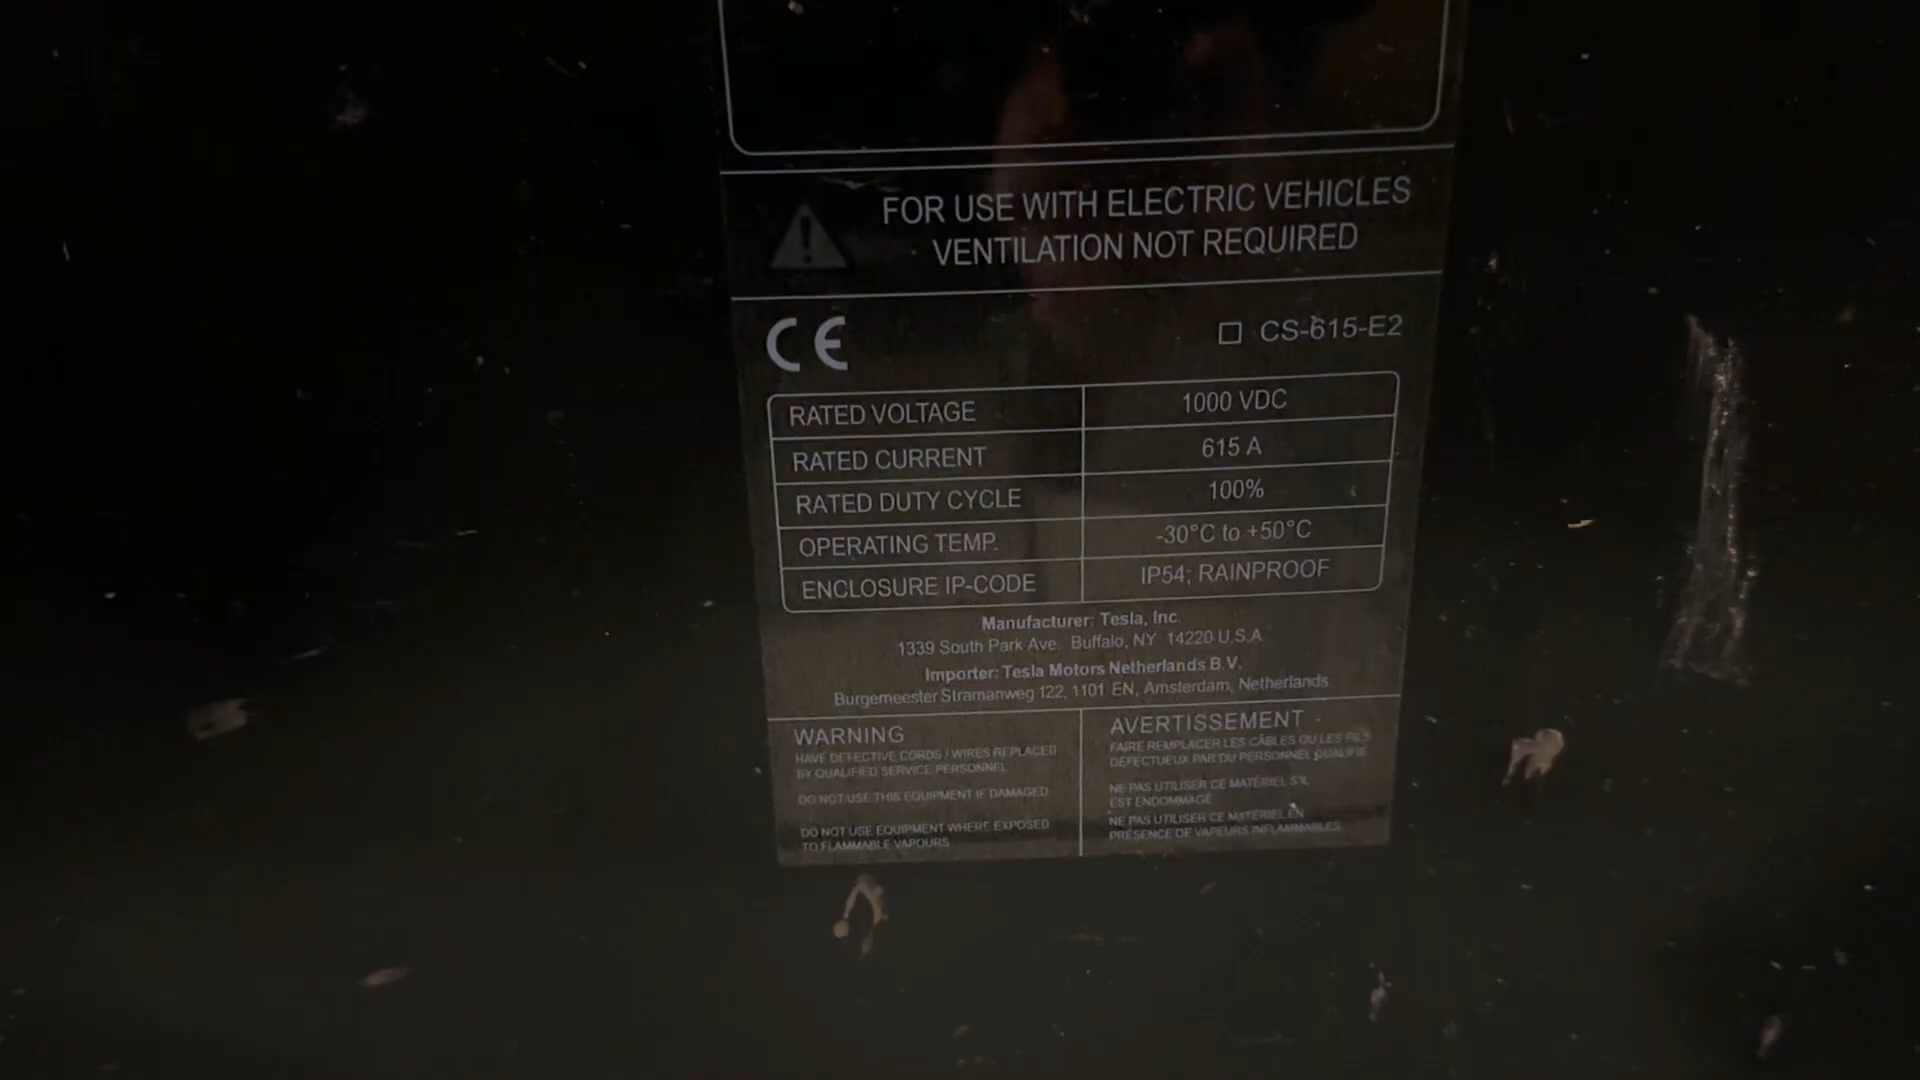 FOR USE WITH ELECTRIC VEHICLES
VENTILATION NOT REQUIRED
CE
CS-615-E2
RATED VOLTAGE 1000 VDC
RATED CURRENT 615 A
RATED DUTY CYCLE 100%
OPERATING TEMP. -30°C to +50°C
ENCLOSURE IP-CODE IP54; RAINPROOF
Manufacturer: Tesla, Inc.
1339 South Park Ave. Buffalo, NY 14220 U.S.A.
Importer: Tesla Motors Netherlands B.V.
Burgemeester Stramanweg 122, 1101 EN, Amsterdam, Netherlands
WARNING
HAVE DEFECTIVE CORDS / WIRES REPLACED
BY QUALIFIED SERVICE PERSONNEL
DO NOT USE THIS EQUIPMENT IF DAMAGED
DO NOT USE EQUIPMENT WHERE EXPOSED
TO FLAMMABLE VAPOURS
AVERTISSEMENT
FAIRE REMPLACER LES CÂBLES OU LES FILS
DÉFECTUEUX PAR DU PERSONNEL QUALIFIÉ
NE PAS UTILISER CE MATÉRIEL S'IL
EST ENDOMMAGÉ
NE PAS UTILISER CE MATÉRIEL EN
PRÉSENCE DE VAPEURS INFLAMMABLES